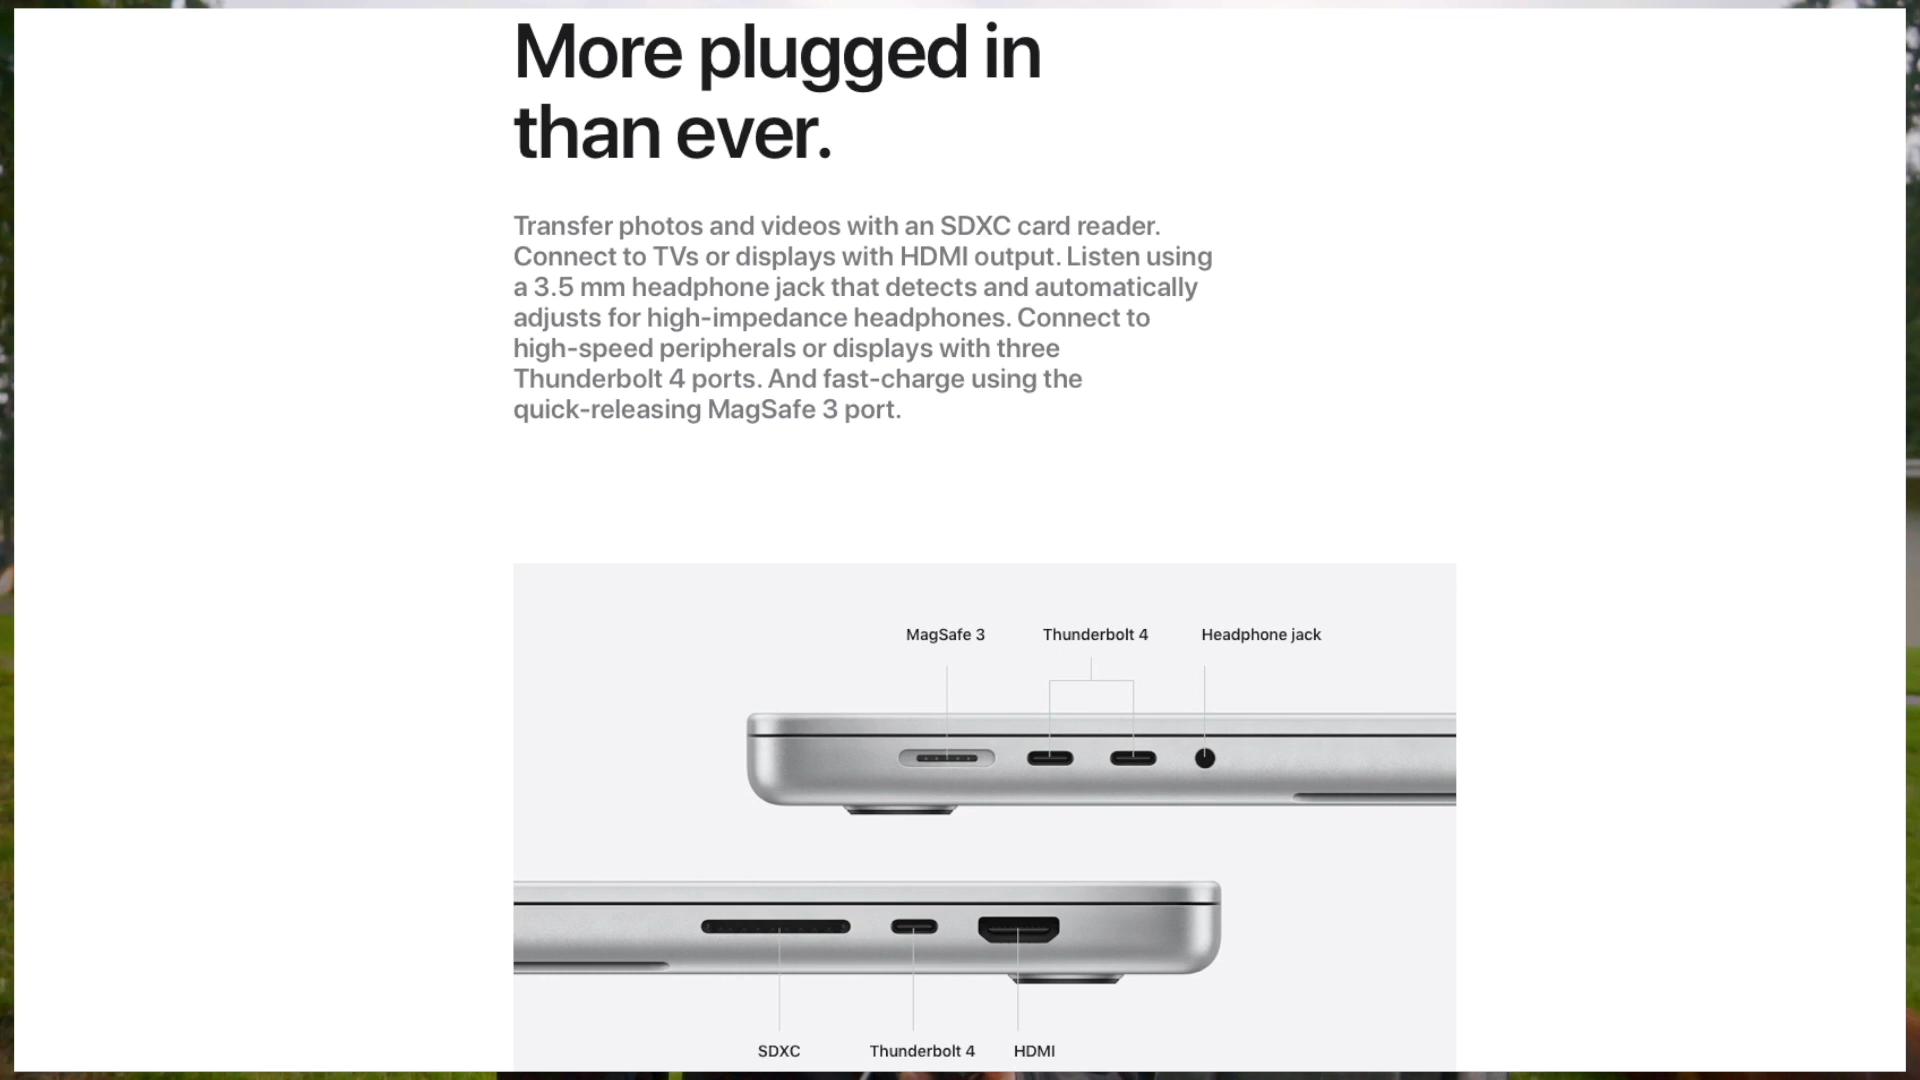 More plugged in
than ever.
Transfer photos and videos with an SDXC card reader.
Connect to TVs or displays with HDMI output. Listen using
a 3.5 mm headphone jack that detects and automatically
adjusts for high-impedance headphones. Connect to
high-speed peripherals or displays with three
Thunderbolt 4 ports. And fast-charge using the
quick-releasing MagSafe 3 port.
MagSafe 3 Thunderbolt 4 Headphone jack
SDXC Thunderbolt 4 HDMI